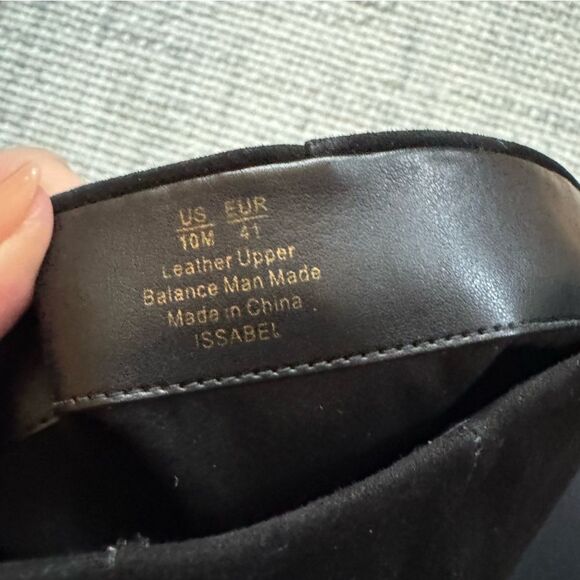 US EUR
10M 41
Leather Upper
Balance Man Made
Made in China
ISSABEL